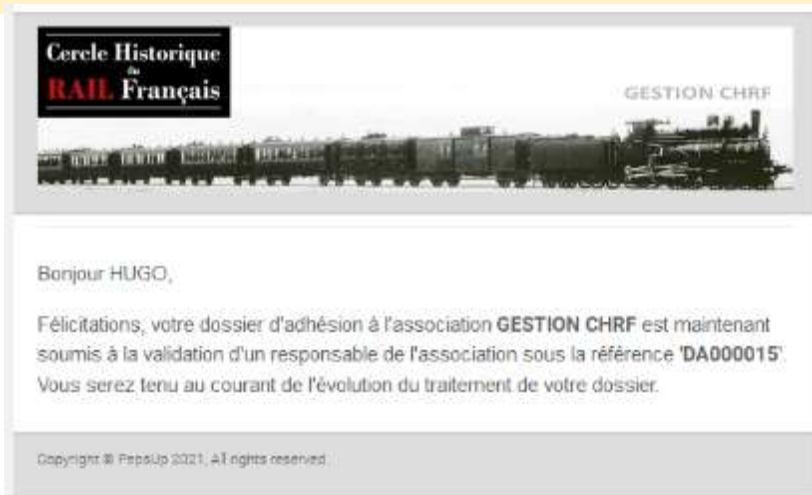 Cercle Historique
du
RAIL Français
GESTION CHRF
Bonjour HUGO,
Félicitations, votre dossier d'adhésion à l'association GESTION CHRF est maintenant
soumis à la validation d'un responsable de l'association sous la référence 'DA000015'.
Vous serez tenu au courant de l'évolution du traitement de votre dossier.
Copyright © PepsUp 2021, All rights reserved.